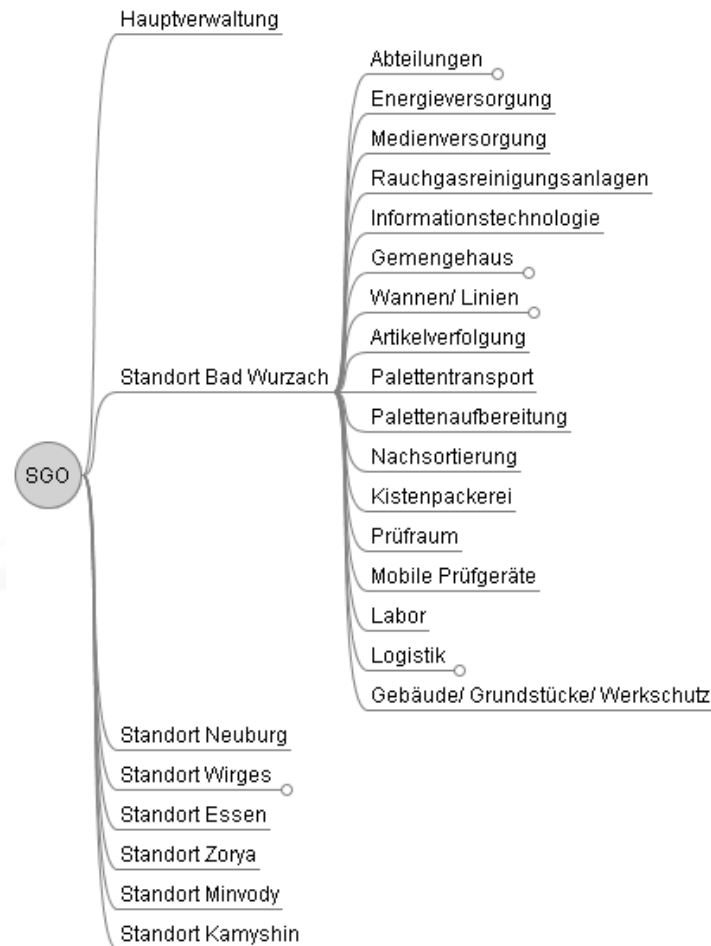 SGO
Hauptverwaltung
Standort Bad Wurzach
Abteilungen
Energieversorgung
Medienversorgung
Rauchgasreinigungsanlagen
Informationstechnologie
Gemengehaus
Wannen/ Linien
Artikelverfolgung
Palettentransport
Palettenaufbereitung
Nachsortierung
Kistenpackerei
Prüfraum
Mobile Prüfgeräte
Labor
Logistik
Gebäude/ Grundstücke/ Werkschutz
Standort Neuburg
Standort Wirges
Standort Essen
Standort Zorya
Standort Minvody
Standort Kamyshin